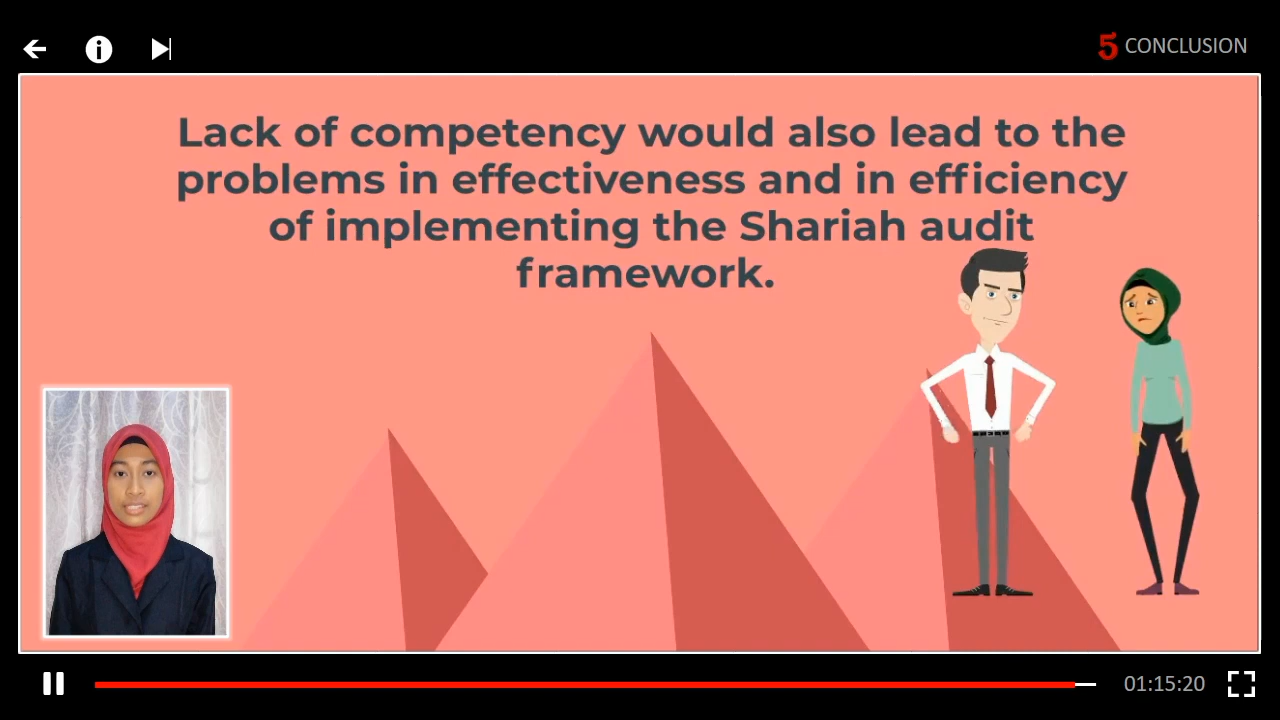 5 CONCLUSION
Lack of competency would also lead to the
problems in effectiveness and in efficiency
of implementing the Shariah audit
framework.
01:15:20